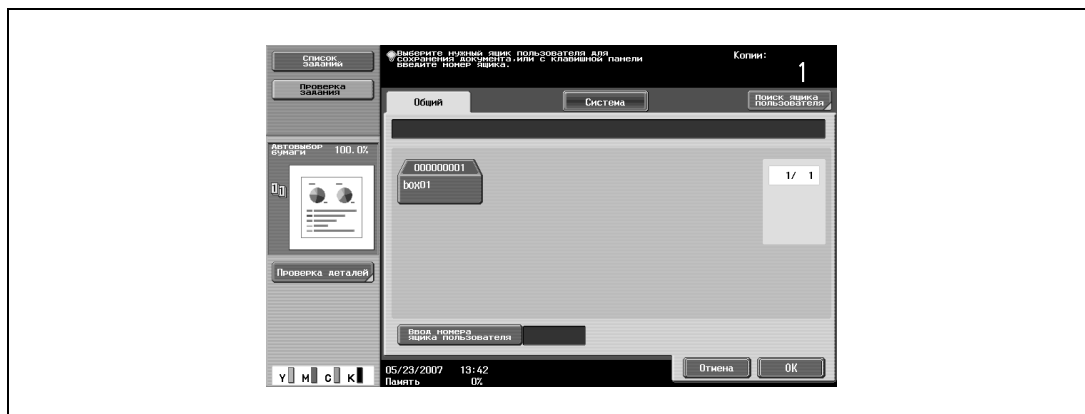 Список
заданий
Проверка
задания
Выберите нужный ящик пользователя для
сохранения документа,или с клавишной панели
введите номер ящика.
Копии:
1
Общий
Система
Поиск ящика
пользователя
Автовыбор
бумаги 100.0%
000000001
box01
1/ 1
Проверка деталей
Ввод номера
ящика пользователя
Y M C K
05/23/2007 13:42
Память 0%
Отмена
OK